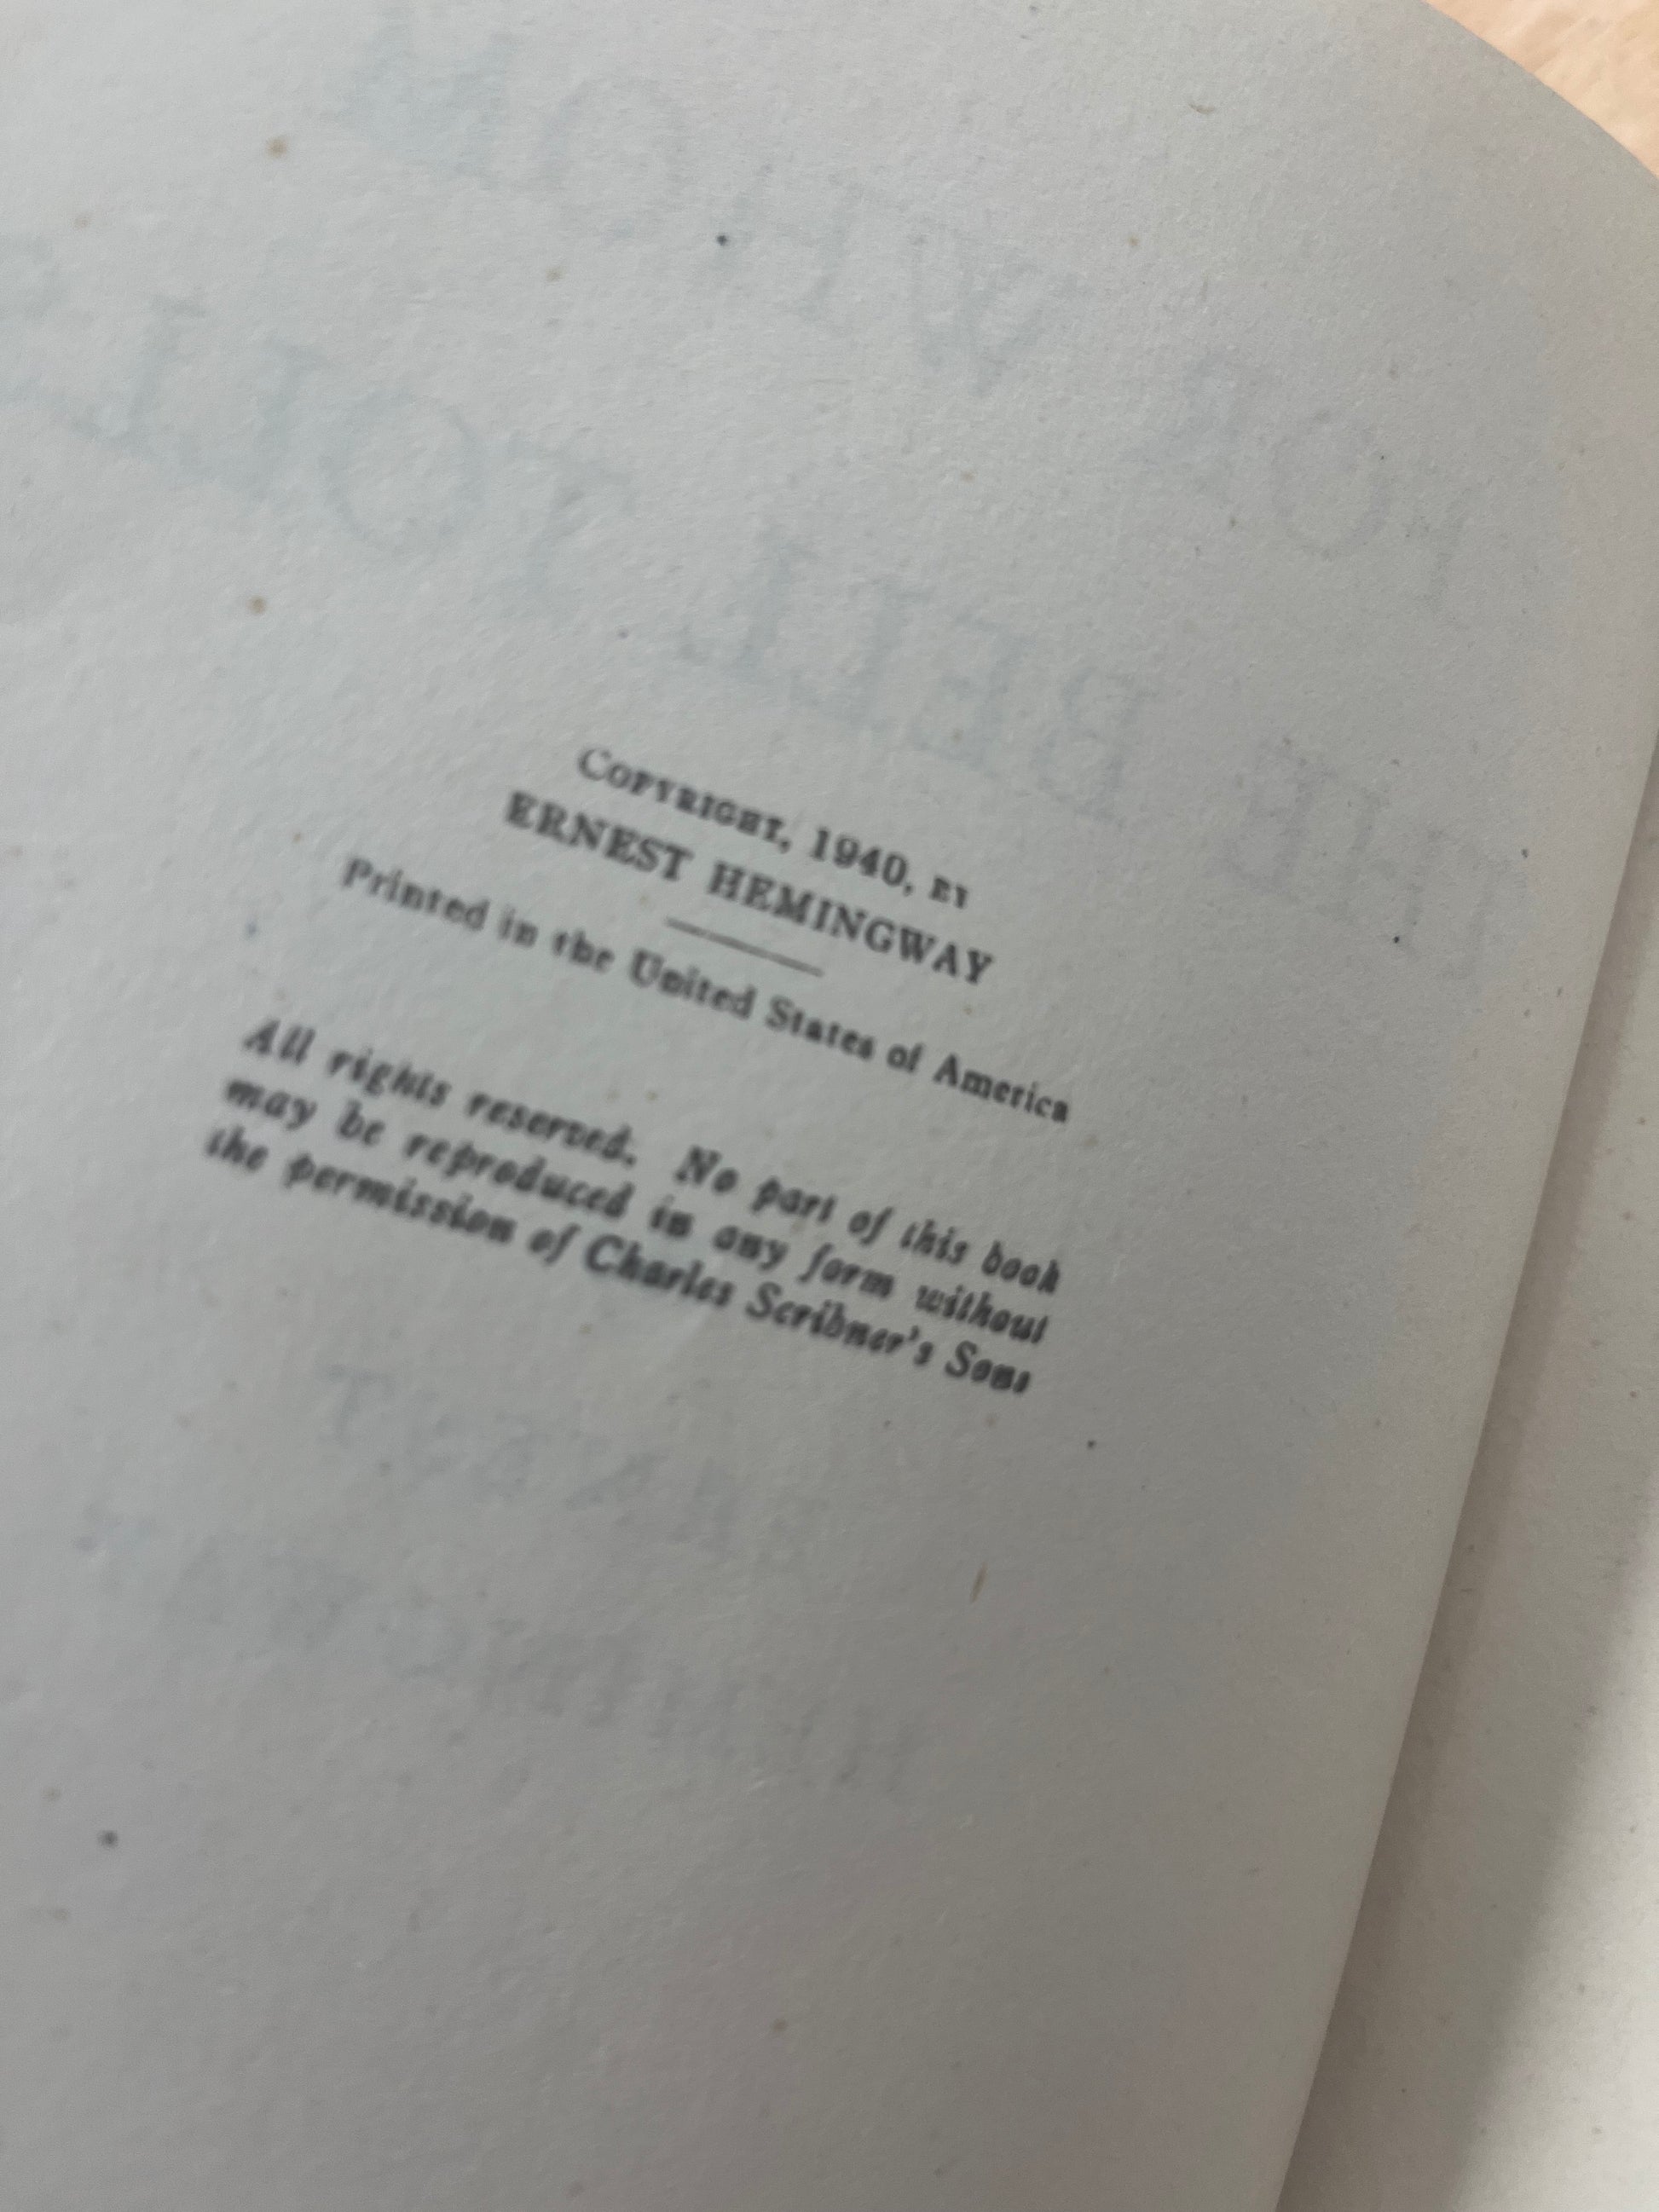 COPYRIGHT, 1940, BY
ERNEST HEMINGWAY
Printed in the United States of America
All rights reserved. No part of this book
may be reproduced in any form without
the permission of Charles Scribner's Sons